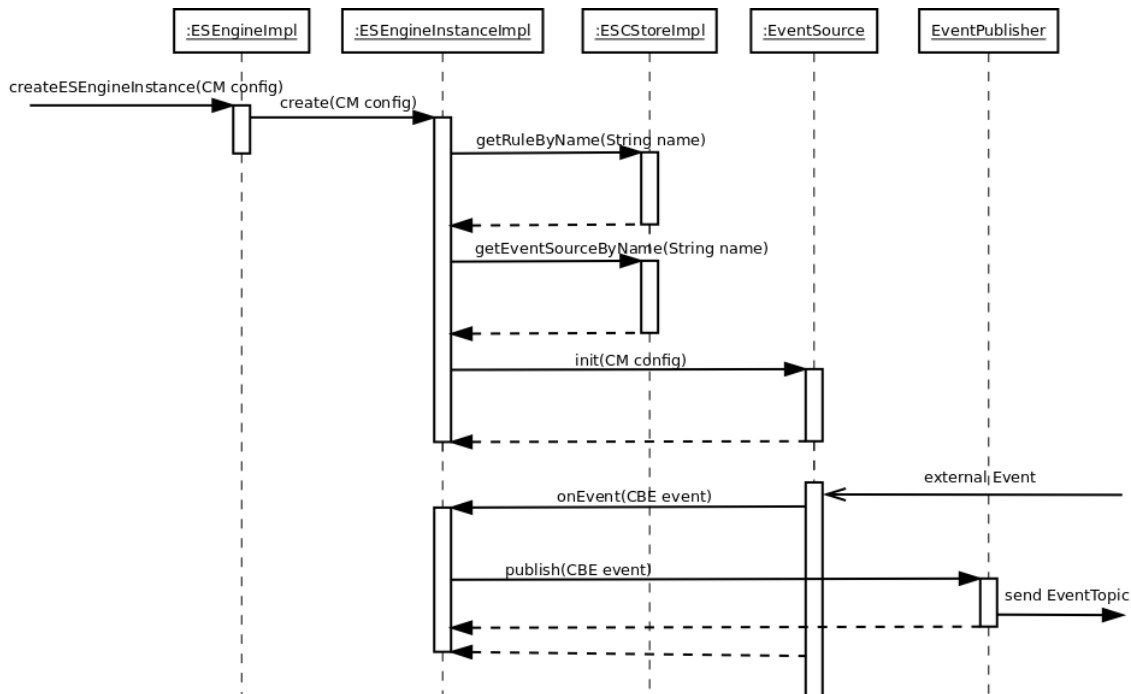 :ESEngineImpl
:ESEngineInstanceImpl
:ESCStoreImpl
:EventSource
EventPublisher
createESEngineInstance(CM config)
create(CM config)
getRuleByName(String name)
getEventSourceByName(String name)
init(CM config)
external Event
onEvent(CBE event)
publish(CBE event)
send EventTopic